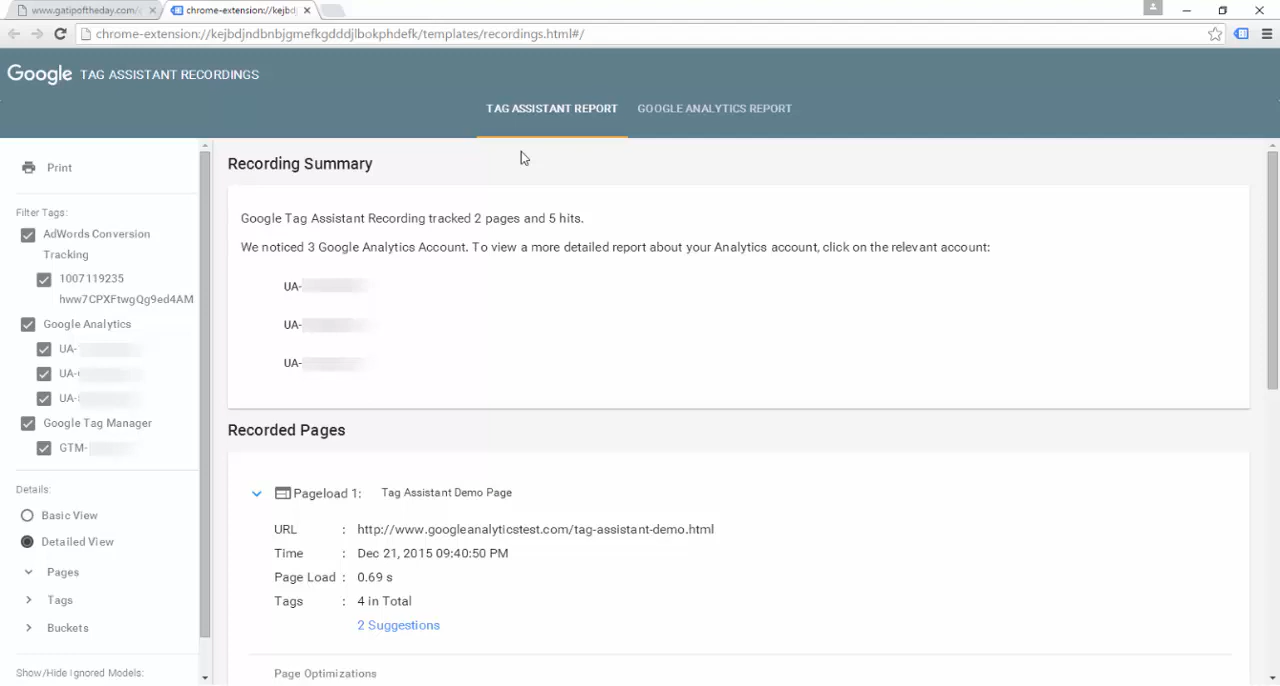 www.gatipoftheday.com/
chrome-extension://kejbdj
chrome-extension://kejbdjndbnbjgmefkgdddjlbokphdefk/templates/recordings.html#/
Google TAG ASSISTANT RECORDINGS
TAG ASSISTANT REPORT GOOGLE ANALYTICS REPORT
Print
Filter Tags:
AdWords Conversion
Tracking
1007119235
hww7CPXFtwgQg9ed4AM
Google Analytics
UA-
UA-
UA-
Google Tag Manager
GTM-
Details:
Basic View
Detailed View
Pages
Tags
Buckets
Show/Hide Ignored Models:
Recording Summary
Google Tag Assistant Recording tracked 2 pages and 5 hits.
We noticed 3 Google Analytics Account. To view a more detailed report about your Analytics account, click on the relevant account:
UA-
UA-
UA-
Recorded Pages
Pageload 1: Tag Assistant Demo Page
URL : http://www.googleanalyticstest.com/tag-assistant-demo.html
Time : Dec 21, 2015 09:40:50 PM
Page Load : 0.69 s
Tags : 4 in Total
2 Suggestions
Page Optimizations